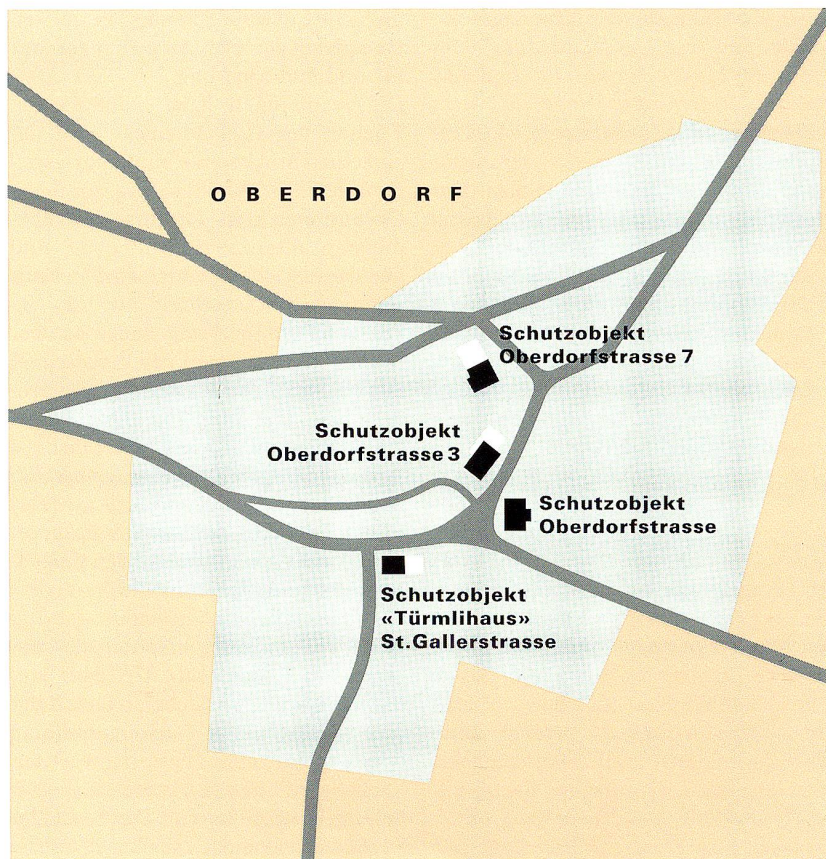 OBERDORF
Schutzobjekt
Oberdorfstrasse 7
Schutzobjekt
Oberdorfstrasse 3
Schutzobjekt
Oberdorfstrasse
Schutzobjekt
«Türmlihaus»
St.Gallerstrasse